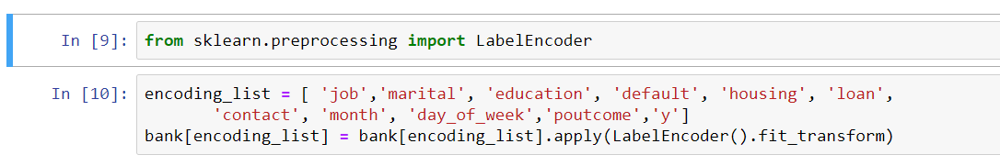 In [9]: from sklearn.preprocessing import LabelEncoder
In [10]: encoding_list = [ 'job','marital', 'education', 'default', 'housing', 'loan',
       'contact', 'month', 'day_of_week','poutcome','y']
bank[encoding_list] = bank[encoding_list].apply(LabelEncoder().fit_transform)